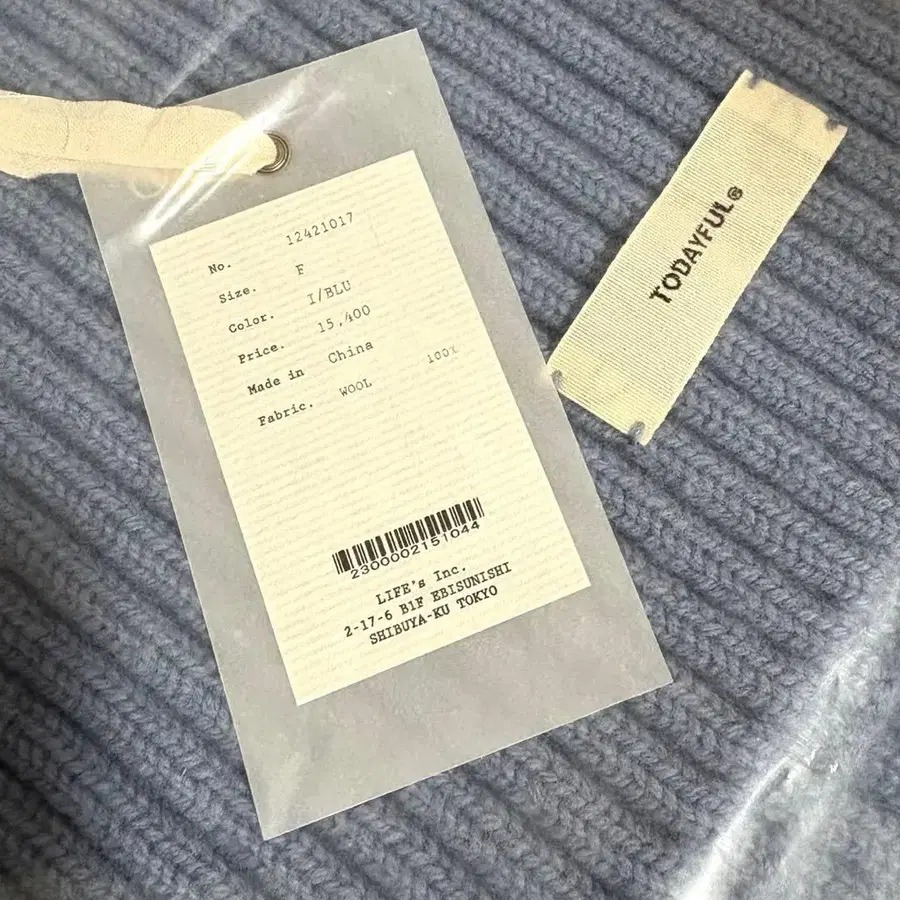 No. 12421017
Size. F
Color. I/BLU
Price. 15,400
Made in China
Fabric. WOOL 100%
2300002151044
LIFE's Inc.
2-17-6 B1F EBISUNISHI
SHIBUYA-KU TOKYO
TODAYFUL®